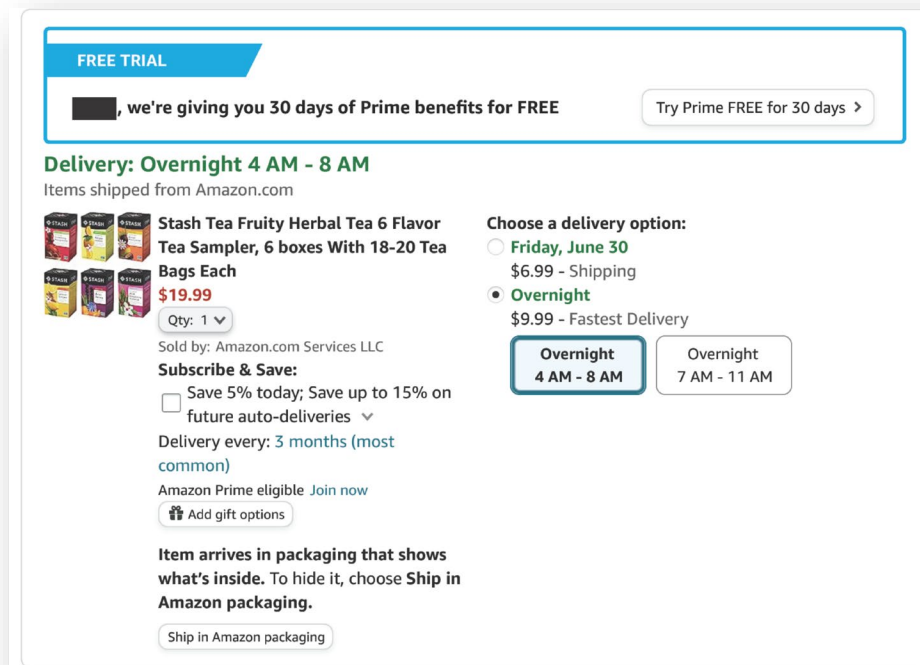 FREE TRIAL
, we're giving you 30 days of Prime benefits for FREE
Try Prime FREE for 30 days
Delivery: Overnight 4 AM - 8 AM
Items shipped from Amazon.com
STASH STASH STASH
STASH STASH STASH
Stash Tea Fruity Herbal Tea 6 Flavor
Tea Sampler, 6 boxes With 18-20 Tea
Bags Each
$19.99
Qty: 1
Sold by: Amazon.com Services LLC
Subscribe & Save:
Save 5% today; Save up to 15% on
future auto-deliveries
Delivery every: 3 months (most
common)
Amazon Prime eligible Join now
Add gift options
Item arrives in packaging that shows
what's inside. To hide it, choose Ship in
Amazon packaging.
Ship in Amazon packaging
Choose a delivery option:
Friday, June 30
$6.99 - Shipping
Overnight
$9.99 - Fastest Delivery
Overnight
4 AM - 8 AM
Overnight
7 AM - 11 AM